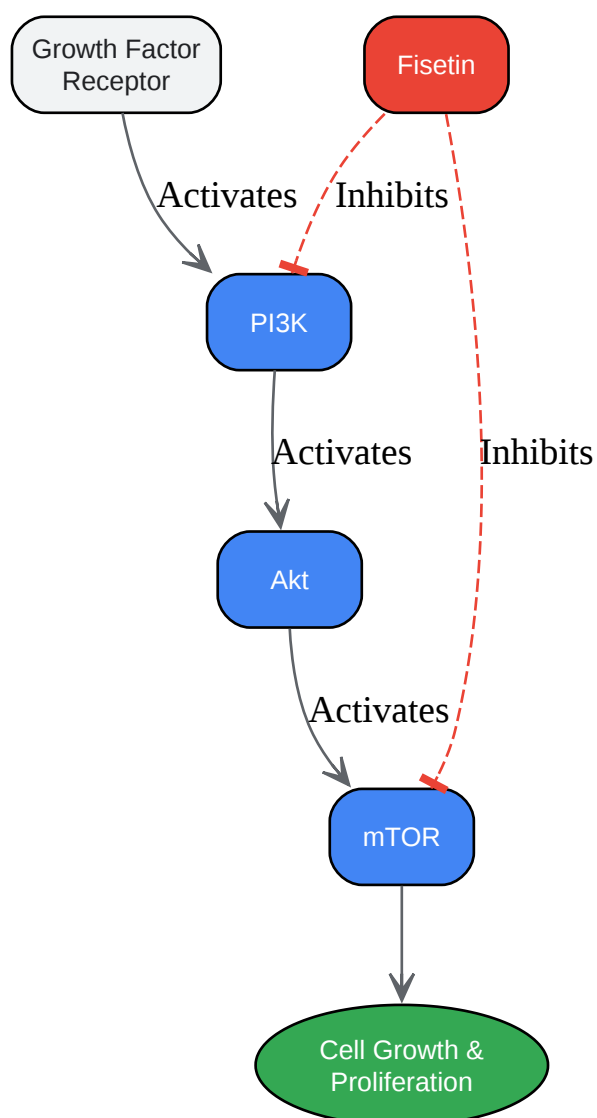 Growth Factor
Receptor
Fisetin
Activates
Inhibits
PI3K
Activates
Inhibits
Akt
Activates
mTOR
Cell Growth &
Proliferation